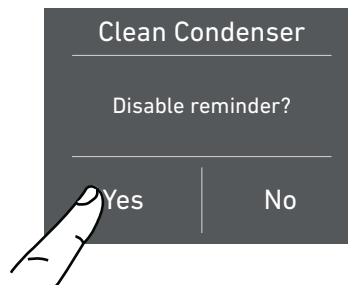 Clean Condenser
Disable reminder?
Yes No